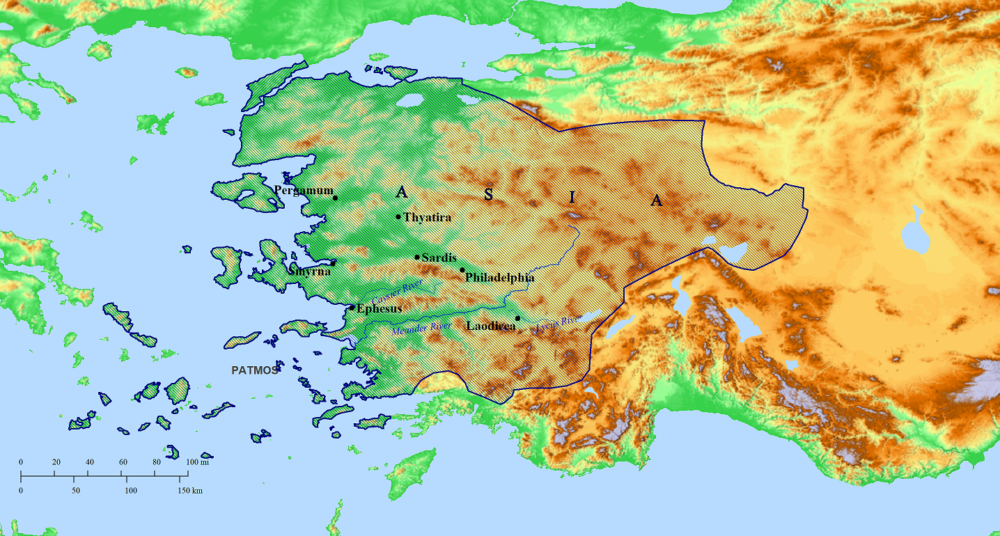 Pergamum
A S I A
Thyatira
Sardis
Smyrna
Philadelphia
Cayster River
Ephesus
Meander River
Laodicea
Lycus River
PATMOS
0 20 40 60 80 100 mi
0 50 100 150 km